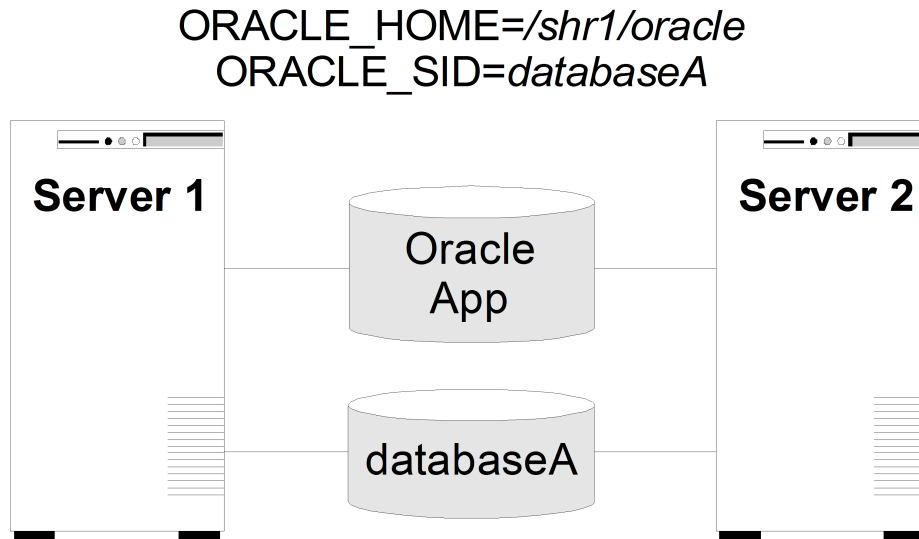 ORACLE_HOME=/shr1/oracle
ORACLE_SID=databaseA
Server 1
Server 2
Oracle
App
databaseA